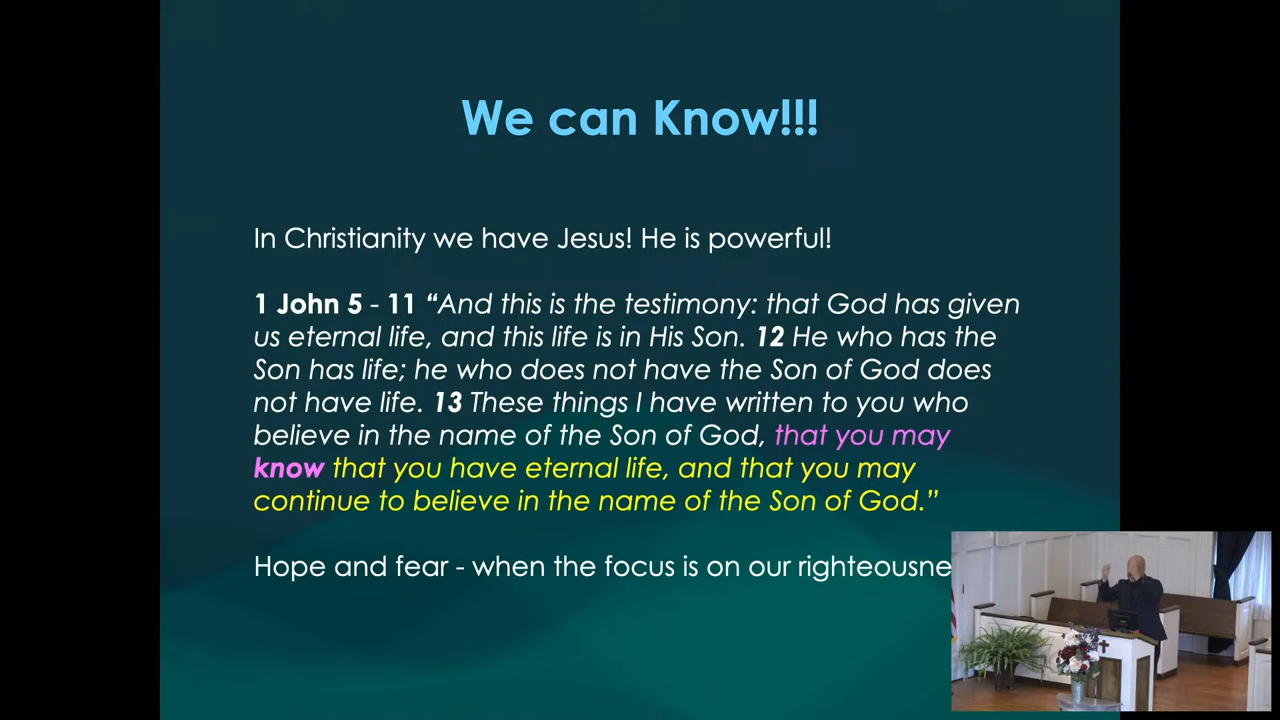 We can Know!!!
In Christianity we have Jesus! He is powerful!
1 John 5 - 11 “And this is the testimony: that God has given
us eternal life, and this life is in His Son. 12 He who has the
Son has life; he who does not have the Son of God does
not have life. 13 These things I have written to you who
believe in the name of the Son of God, that you may
know that you have eternal life, and that you may
continue to believe in the name of the Son of God.”
Hope and fear - when the focus is on our